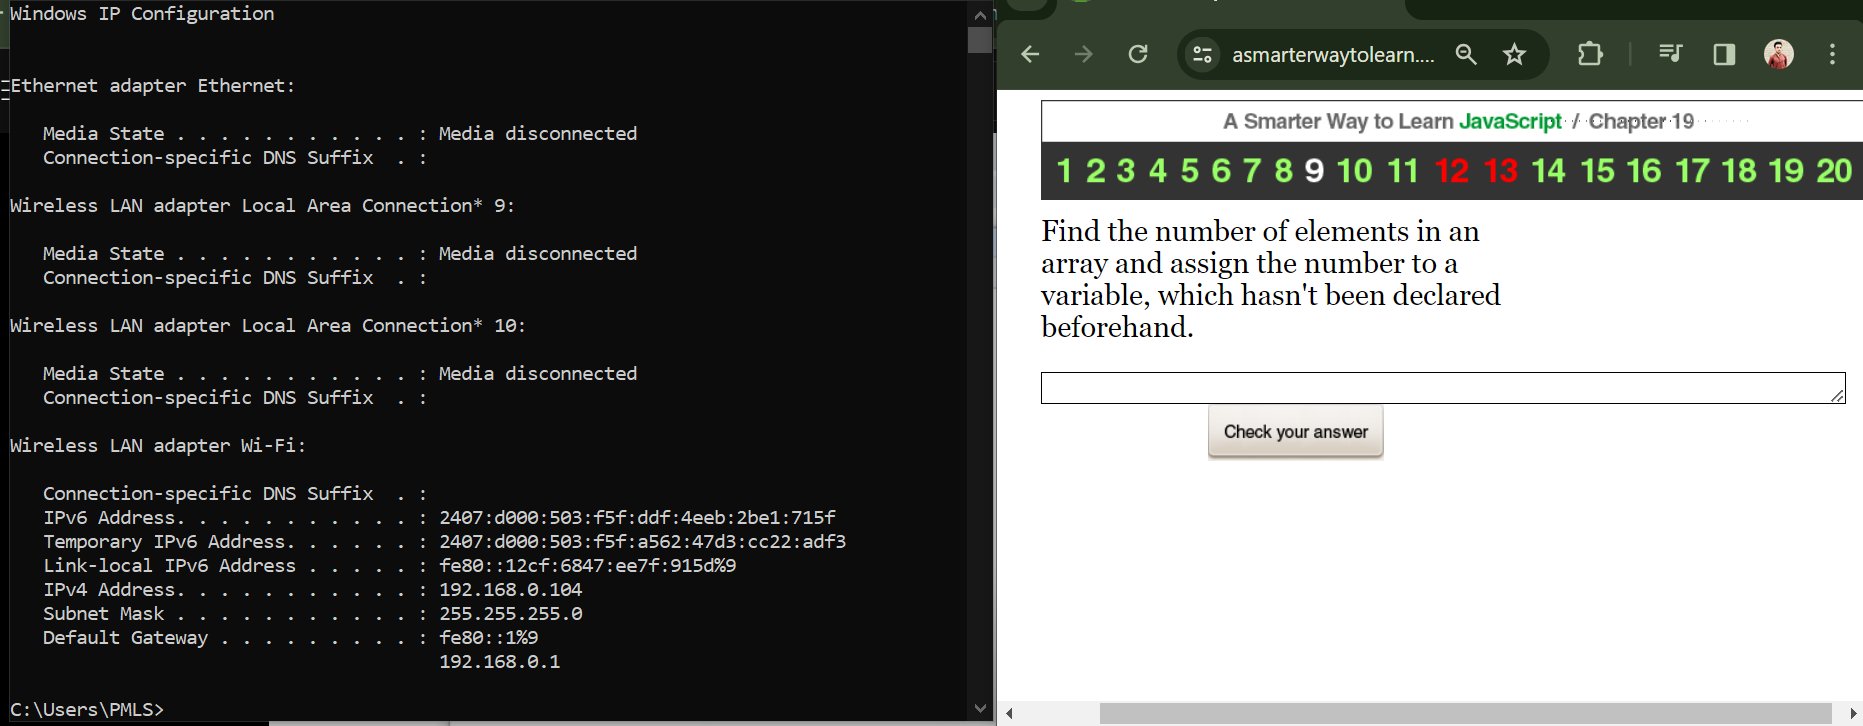 Windows IP Configuration
Ethernet adapter Ethernet:
Media State . . . . . . . . . . . : Media disconnected
Connection-specific DNS Suffix  . :
Wireless LAN adapter Local Area Connection* 9:
Media State . . . . . . . . . . . : Media disconnected
Connection-specific DNS Suffix  . :
Wireless LAN adapter Local Area Connection* 10:
Media State . . . . . . . . . . . : Media disconnected
Connection-specific DNS Suffix  . :
Wireless LAN adapter Wi-Fi:
Connection-specific DNS Suffix  . :
IPv6 Address. . . . . . . . . . . : 2407:d000:503:f5f:ddf:4eeb:2be1:715f
Temporary IPv6 Address. . . . . . : 2407:d000:503:f5f:a562:47d3:cc22:adf3
Link-local IPv6 Address . . . . . : fe80::12cf:6847:ee7f:915d%9
IPv4 Address. . . . . . . . . . . : 192.168.0.104
Subnet Mask . . . . . . . . . . . : 255.255.255.0
Default Gateway . . . . . . . . . : fe80::1%9
192.168.0.1
C:\Users\PMLS>
asmarterwaytolearn....
A Smarter Way to Learn JavaScript / Chapter 19
1 2 3 4 5 6 7 8 9 10 11 12 13 14 15 16 17 18 19 20
Find the number of elements in an
array and assign the number to a
variable, which hasn't been declared
beforehand.
Check your answer